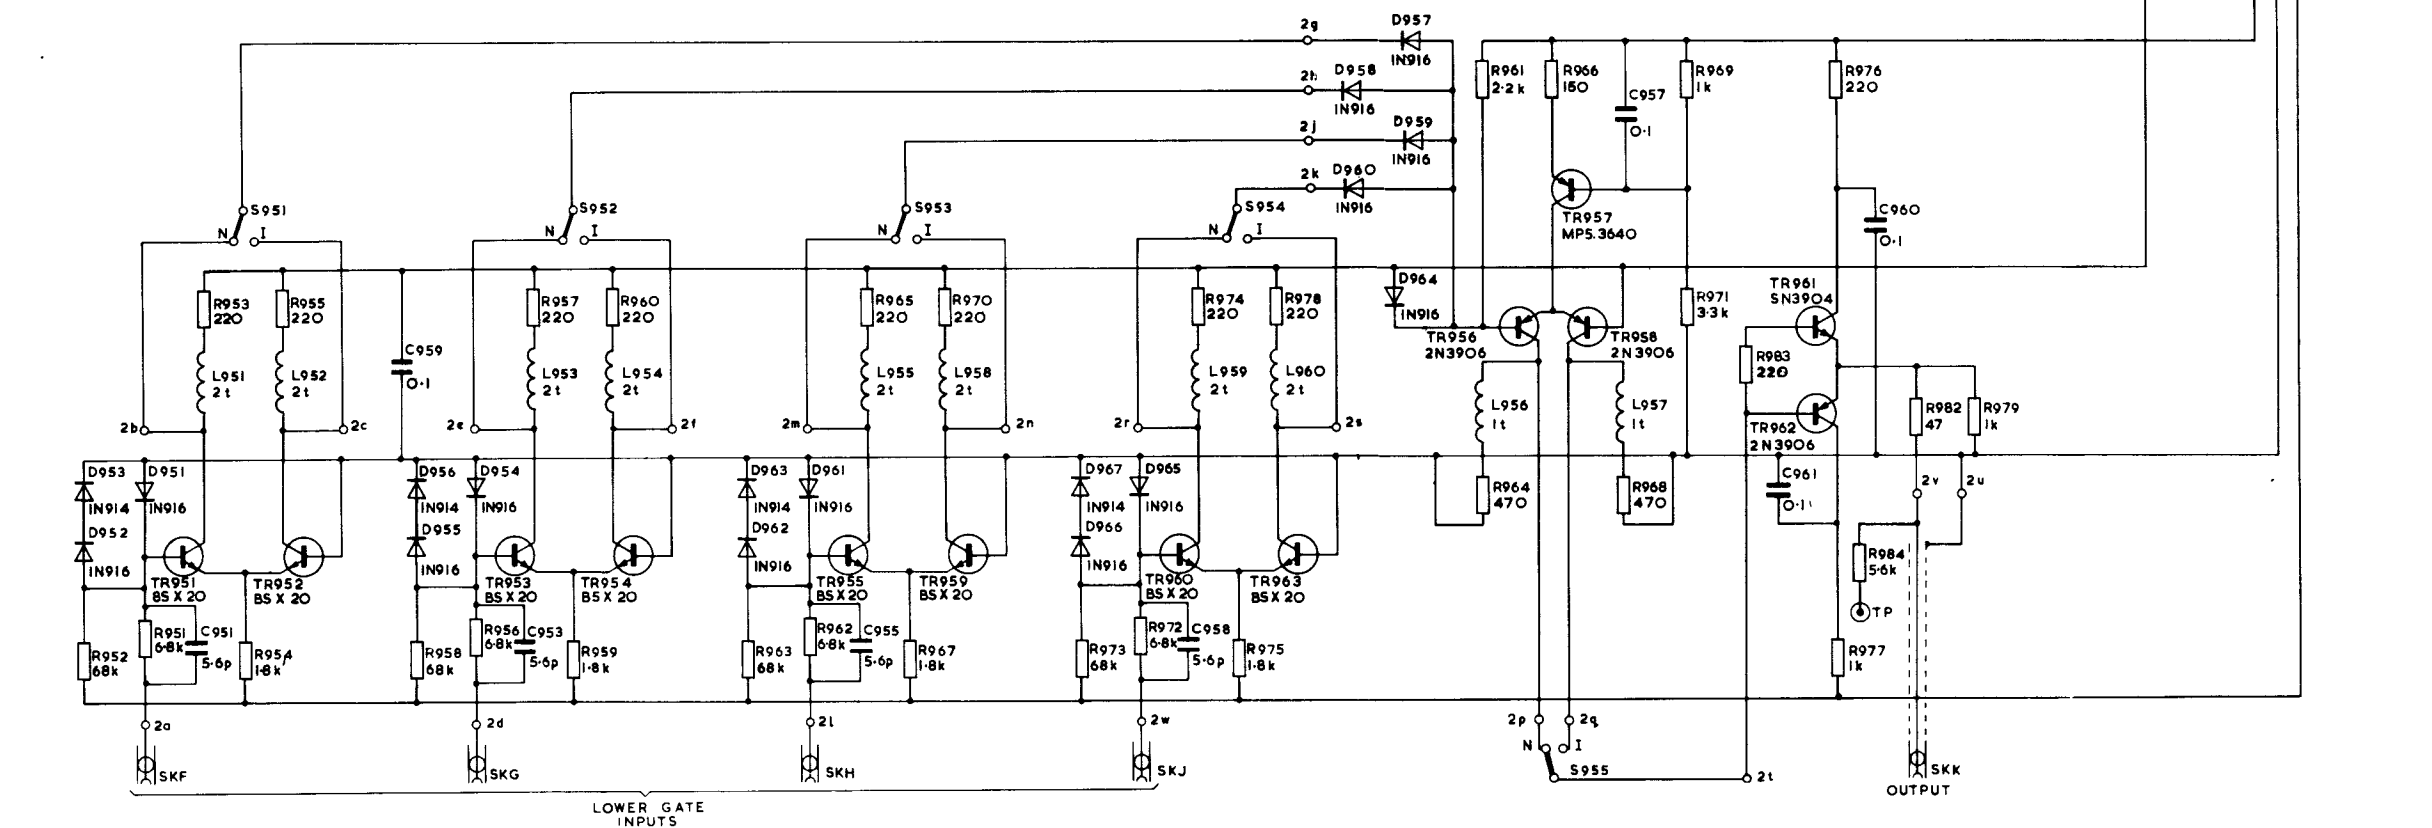 2g
D957
IN916
2h
D958
IN916
2j
D959
IN916
2k
D960
IN916
R961
2.2k
R966
150
C957
0·1
R969
1k
R976
220
TR957
MPS.3640
C960
0·1
S951
N I
S952
N I
S953
N I
S954
N I
R953
220
R955
220
L951
2t
L952
2t
2b
2c
C959
0·1
R957
220
R960
220
L953
2t
L954
2t
2e
2f
R965
220
R970
220
L955
2t
L958
2t
2m
2n
R974
220
R978
220
L959
2t
L960
2t
2r
2s
D964
IN916
TR956
2N3906
TR958
2N3906
R971
3·3k
TR961
SN3904
R983
220
TR962
2N3906
L956
1t
L957
1t
R982
47
R979
1k
R964
470
R968
470
C961
0·1
2v
2u
D953
IN914
D951
IN916
D952
IN916
TR951
BSX20
TR952
BSX20
R951
6·8k
C951
5·6p
R952
68k
R954
1·8k
D956
IN914
D954
IN916
D955
IN916
TR953
BSX20
TR954
BSX20
R956
6·8k
C953
5·6p
R958
68k
R959
1·8k
D963
IN914
D961
IN916
D962
IN916
TR955
BSX20
TR959
BSX20
R962
6·8k
C955
5·6p
R963
68k
R967
1·8k
D967
IN914
D965
IN916
D966
IN916
TR960
BSX20
TR963
BSX20
R972
6·8k
C958
5·6p
R973
68k
R975
1·8k
R984
5·6k
TP
R977
1k
2a
2d
2l
2w
2p
2q
N I
S955
2t
SKF
SKG
SKH
SKJ
SKK
OUTPUT
LOWER GATE
INPUTS